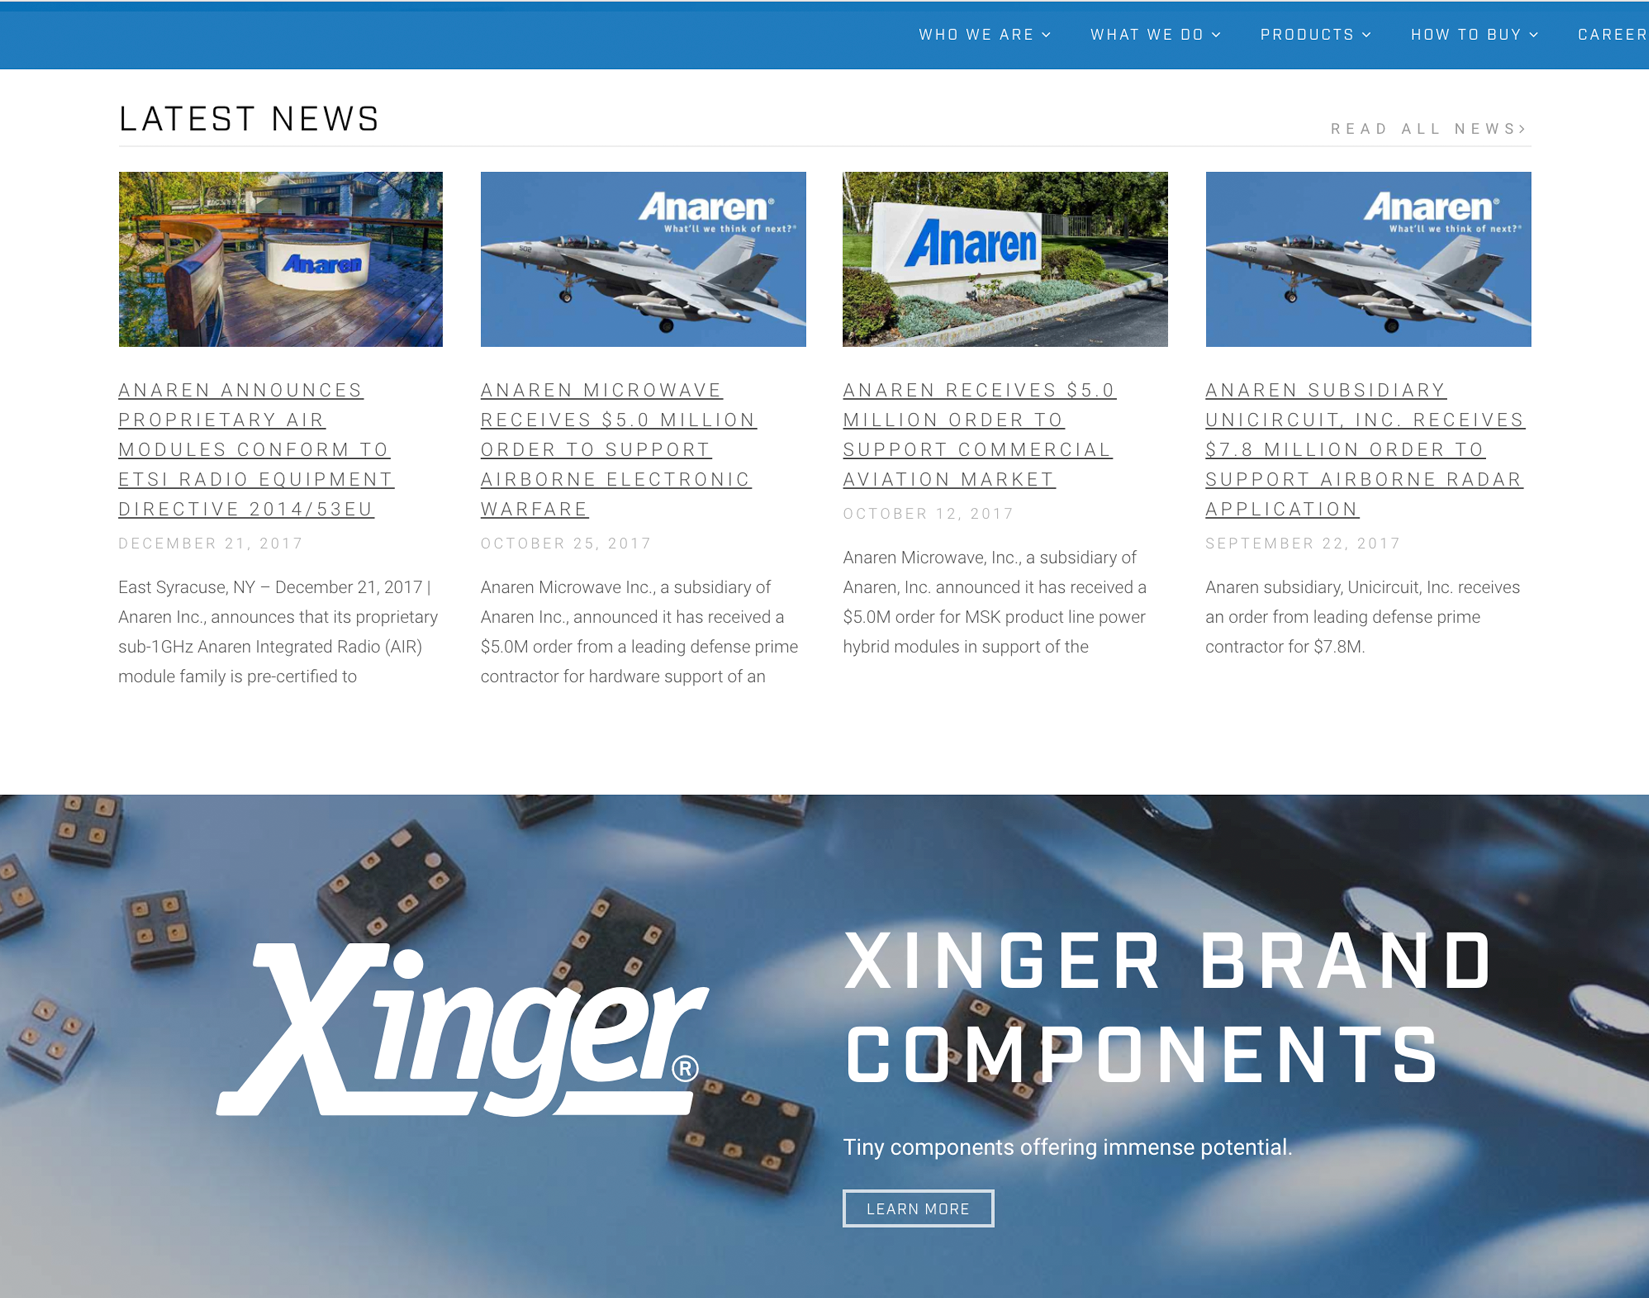 WHO WE ARE WHAT WE DO PRODUCTS HOW TO BUY CAREER
LATEST NEWS
READ ALL NEWS
Anaren
Anaren®
What'll we think of next?®
Anaren
Anaren®
What'll we think of next?®
ANAREN ANNOUNCES
PROPRIETARY AIR
MODULES CONFORM TO
ETSI RADIO EQUIPMENT
DIRECTIVE 2014/53EU
DECEMBER 21, 2017
East Syracuse, NY – December 21, 2017 |
Anaren Inc., announces that its proprietary
sub-1GHz Anaren Integrated Radio (AIR)
module family is pre-certified to
ANAREN MICROWAVE
RECEIVES $5.0 MILLION
ORDER TO SUPPORT
AIRBORNE ELECTRONIC
WARFARE
OCTOBER 25, 2017
Anaren Microwave Inc., a subsidiary of
Anaren Inc., announced it has received a
$5.0M order from a leading defense prime
contractor for hardware support of an
ANAREN RECEIVES $5.0
MILLION ORDER TO
SUPPORT COMMERCIAL
AVIATION MARKET
OCTOBER 12, 2017
Anaren Microwave, Inc., a subsidiary of
Anaren, Inc. announced it has received a
$5.0M order for MSK product line power
hybrid modules in support of the
ANAREN SUBSIDIARY
UNICIRCUIT, INC. RECEIVES
$7.8 MILLION ORDER TO
SUPPORT AIRBORNE RADAR
APPLICATION
SEPTEMBER 22, 2017
Anaren subsidiary, Unicircuit, Inc. receives
an order from leading defense prime
contractor for $7.8M.
Xinger®
XINGER BRAND
COMPONENTS
Tiny components offering immense potential.
LEARN MORE